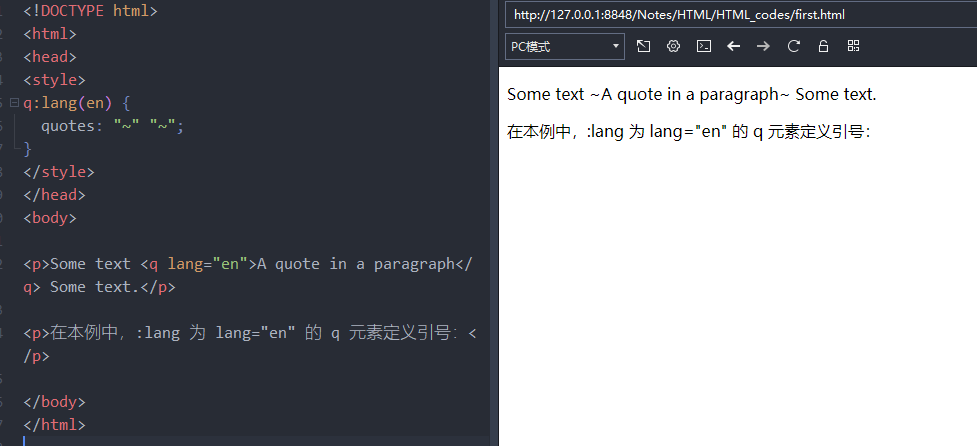 <!DOCTYPE html>
<html>
<head>
<style>
q:lang(en) {
  quotes: "~" "~";
}
</style>
</head>
<body>
<p>Some text <q lang="en">A quote in a paragraph</
q> Some text.</p>
<p>在本例中，:lang 为 lang="en" 的 q 元素定义引号：<
/p>
</body>
</html>
http://127.0.0.1:8848/Notes/HTML/HTML_codes/first.html
PC模式
Some text ~A quote in a paragraph~ Some text.
在本例中，:lang 为 lang="en" 的 q 元素定义引号：